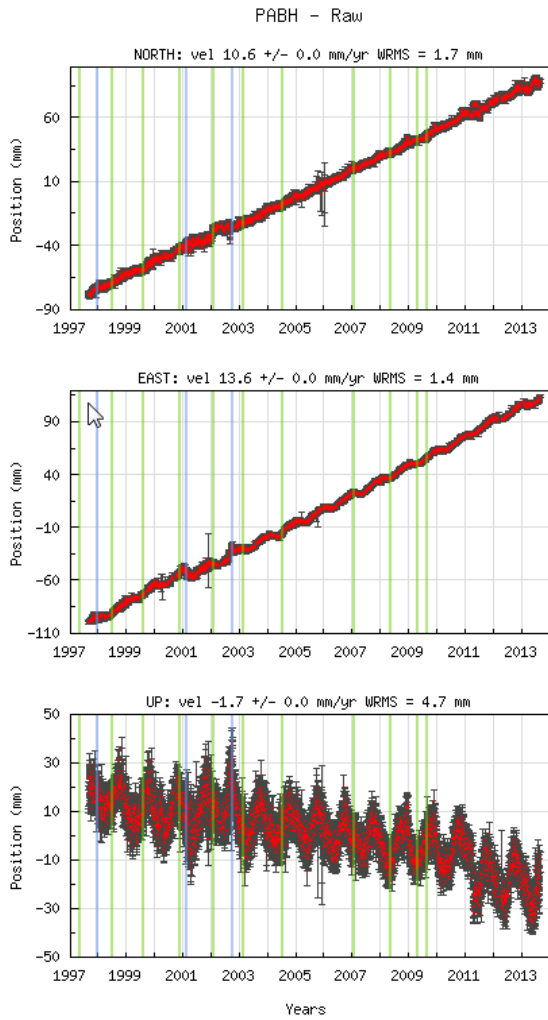 PABH - Raw
NORTH: vel 10.6 +/- 0.0 mm/yr WRMS = 1.7 mm
Position (mm)
60
10
-40
-90
1997 1999 2001 2003 2005 2007 2009 2011 2013
EAST: vel 13.6 +/- 0.0 mm/yr WRMS = 1.4 mm
Position (mm)
90
40
-10
-60
-110
1997 1999 2001 2003 2005 2007 2009 2011 2013
UP: vel -1.7 +/- 0.0 mm/yr WRMS = 4.7 mm
Position (mm)
50
30
10
-10
-30
-50
1997 1999 2001 2003 2005 2007 2009 2011 2013
Years